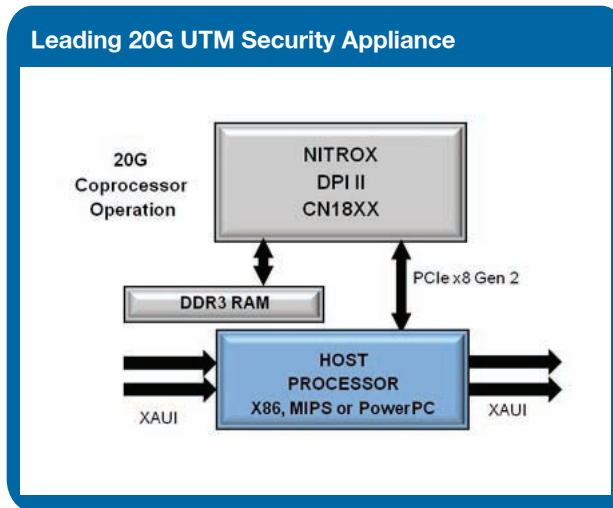 Leading 20G UTM Security Appliance
20G
Coprocessor
Operation
NITROX
DPI II
CN18XX
PCIe x8 Gen 2
DDR3 RAM
HOST
PROCESSOR
X86, MIPS or PowerPC
XAUI
XAUI